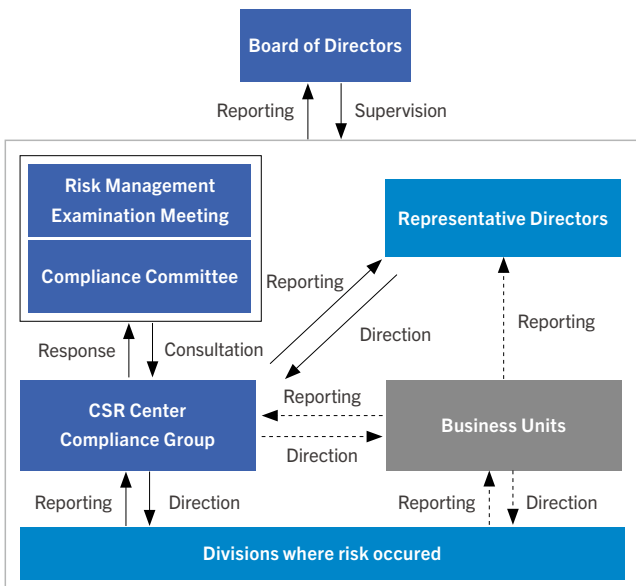 Board of Directors
Reporting
Supervision
Risk Management
Examination Meeting
Compliance Committee
Representative Directors
Reporting
Direction
Reporting
Response
Consultation
CSR Center
Compliance Group
Reporting
Direction
Business Units
Reporting
Direction
Reporting
Direction
Divisions where risk occured